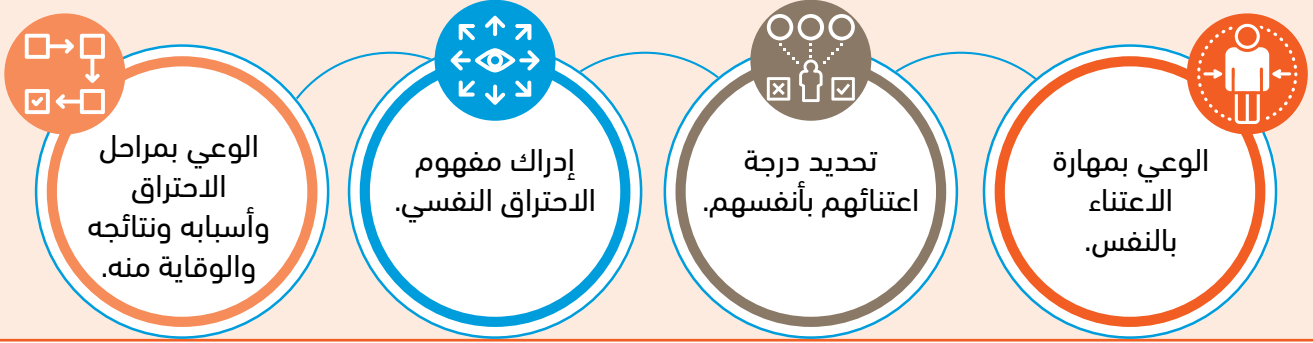 الوعي بمهارة
الاعتناء
بالنفس.
تحديد درجة
اعتنائهم بأنفسهم.
إدراك مفهوم
الاحتراق النفسي.
الوعي بمراحل
الاحتراق
وأسبابه ونتائجه
والوقاية منه.